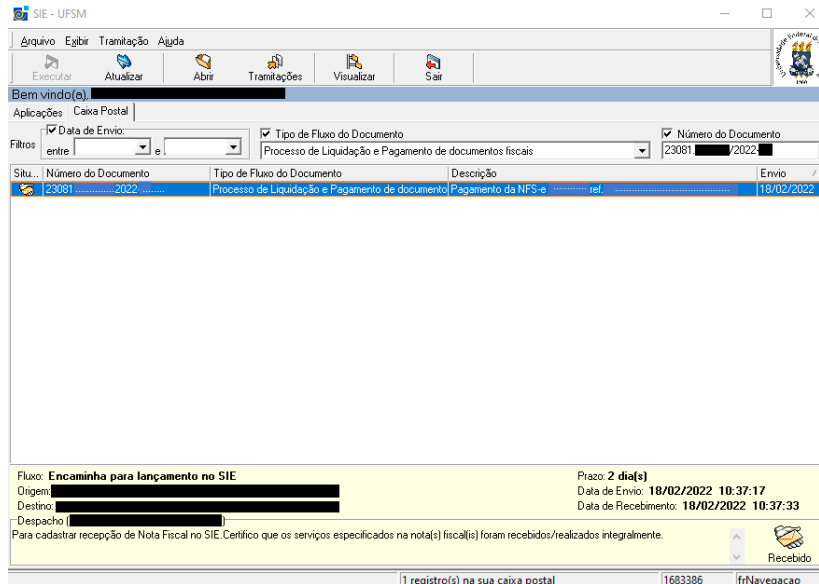 SIE - UFSM
Arquivo Exibir Tramitação Ajuda
Executar Atualizar Abrir Tramitações Visualizar Sair
Bem vindo(a),
Aplicações Caixa Postal
Filtros Data de Envio: entre e Tipo de Fluxo do Documento Número do Documento
Processo de Liquidação e Pagamento de documentos fiscais 23081. /2022-
Situ... Número do Documento Tipo de Fluxo do Documento Descrição Envio
23081 ............... 2022- ........ Processo de Liquidação e Pagamento de documento Pagamento da NFS-e ............ ref. ........................................ 18/02/2022
Fluxo: Encaminha para lançamento no SIE Prazo: 2 dia(s)
Origem: Data de Envio: 18/02/2022 10:37:17
Destino: Data de Recebimento: 18/02/2022 10:37:33
Despacho ( )
Para cadastrar recepção de Nota Fiscal no SIE.Certifico que os serviços especificados na nota(s) fiscal(is) foram recebidos/realizados integralmente.
Recebido
1 registro(s) na sua caixa postal 1683386 frNavegacao